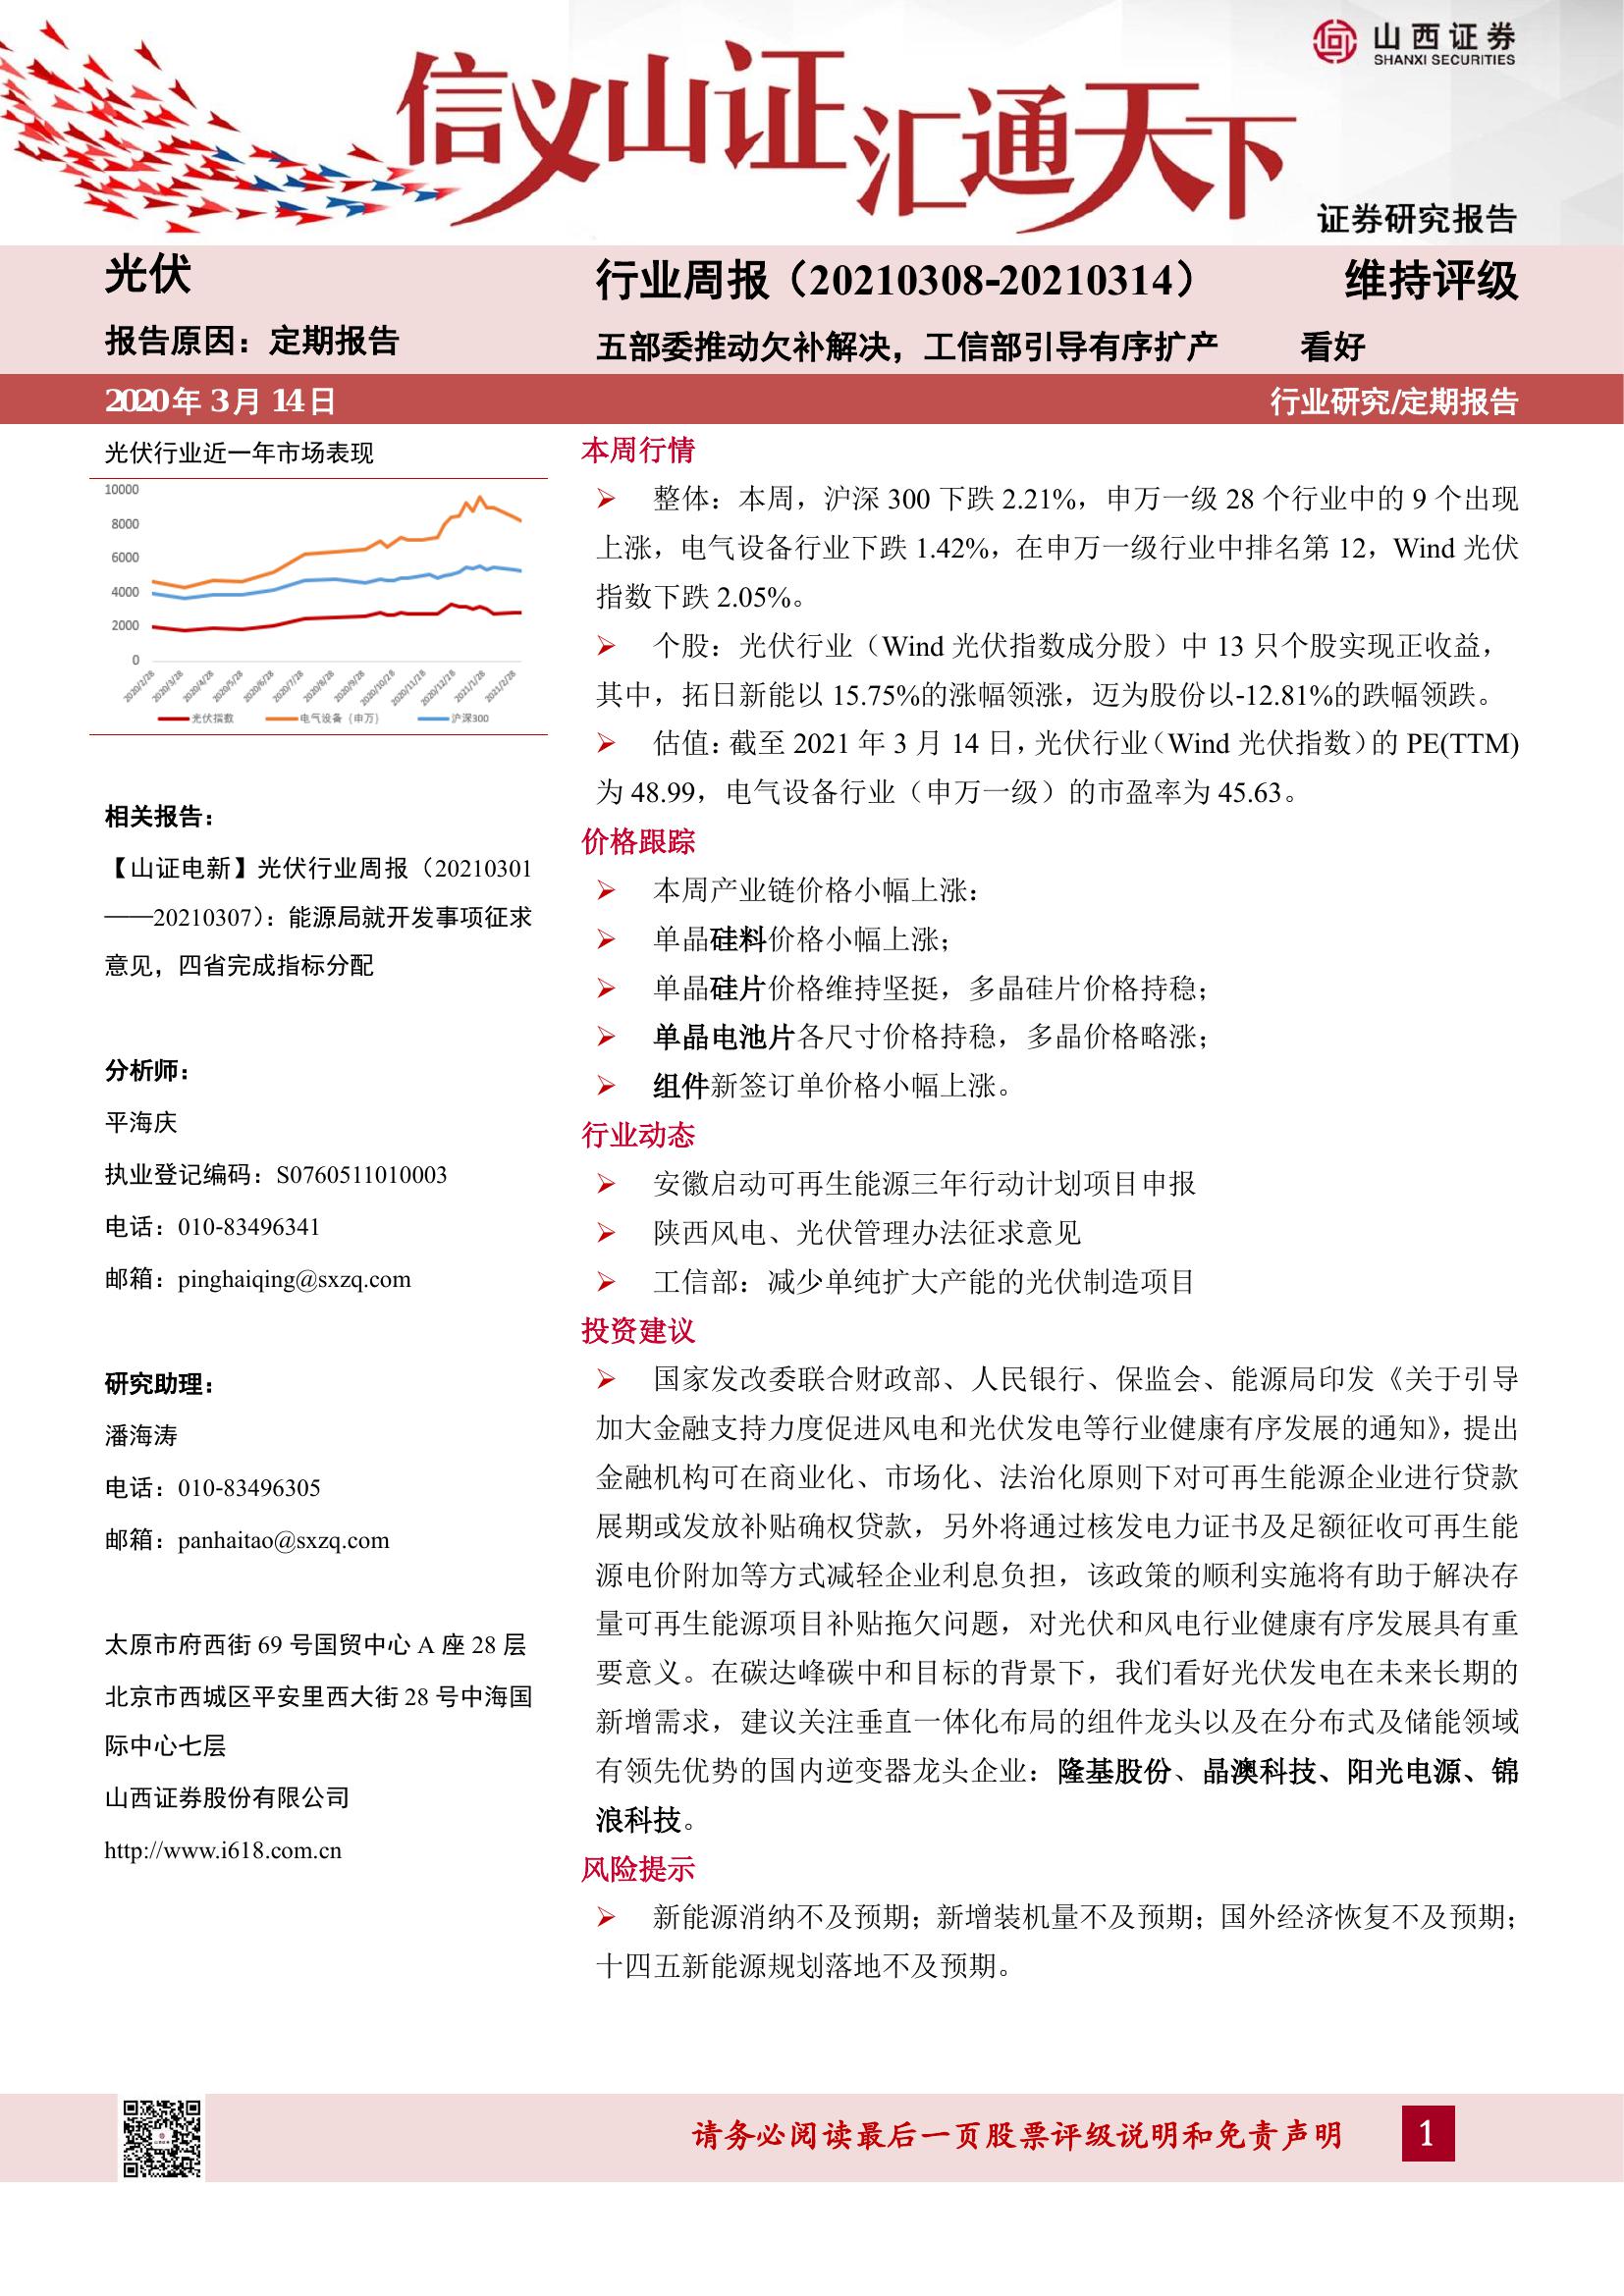 信义山证汇通天下
山西证券
SHANXI SECURITIES
证券研究报告
光伏
报告原因：定期报告
行业周报（20210308-20210314）
维持评级
五部委推动欠补解决，工信部引导有序扩产
看好
2020年3月14日
行业研究/定期报告
光伏行业近一年市场表现
10000
8000
6000
4000
2000
0
2020/2/28
2020/3/28
2020/4/28
2020/5/28
2020/6/28
2020/7/28
2020/8/28
2020/9/28
2020/10/28
2020/11/28
2020/12/28
2021/1/28
2021/2/28
光伏指数
电气设备（申万）
沪深300
相关报告：
【山证电新】光伏行业周报（20210301
——20210307）：能源局就开发事项征求
意见，四省完成指标分配
分析师：
平海庆
执业登记编码：S0760511010003
电话：010-83496341
邮箱：pinghaiqing@sxzq.com
研究助理：
潘海涛
电话：010-83496305
邮箱：panhaitao@sxzq.com
太原市府西街 69 号国贸中心 A 座 28 层
北京市西城区平安里西大街 28 号中海国
际中心七层
山西证券股份有限公司
http://www.i618.com.cn
本周行情
➢ 整体：本周，沪深 300 下跌 2.21%，申万一级 28 个行业中的 9 个出现
上涨，电气设备行业下跌 1.42%，在申万一级行业中排名第 12，Wind 光伏
指数下跌 2.05%。
➢ 个股：光伏行业（Wind 光伏指数成分股）中 13 只个股实现正收益，
其中，拓日新能以 15.75%的涨幅领涨，迈为股份以-12.81%的跌幅领跌。
➢ 估值：截至 2021 年 3 月 14 日，光伏行业（Wind 光伏指数）的 PE(TTM)
为 48.99，电气设备行业（申万一级）的市盈率为 45.63。
价格跟踪
➢ 本周产业链价格小幅上涨：
➢ 单晶硅料价格小幅上涨；
➢ 单晶硅片价格维持坚挺，多晶硅片价格持稳；
➢ 单晶电池片各尺寸价格持稳，多晶价格略涨；
➢ 组件新签订单价格小幅上涨。
行业动态
➢ 安徽启动可再生能源三年行动计划项目申报
➢ 陕西风电、光伏管理办法征求意见
➢ 工信部：减少单纯扩大产能的光伏制造项目
投资建议
➢ 国家发改委联合财政部、人民银行、保监会、能源局印发《关于引导
加大金融支持力度促进风电和光伏发电等行业健康有序发展的通知》，提出
金融机构可在商业化、市场化、法治化原则下对可再生能源企业进行贷款
展期或发放补贴确权贷款，另外将通过核发电力证书及足额征收可再生能
源电价附加等方式减轻企业利息负担，该政策的顺利实施将有助于解决存
量可再生能源项目补贴拖欠问题，对光伏和风电行业健康有序发展具有重
要意义。在碳达峰碳中和目标的背景下，我们看好光伏发电在未来长期的
新增需求，建议关注垂直一体化布局的组件龙头以及在分布式及储能领域
有领先优势的国内逆变器龙头企业：隆基股份、晶澳科技、阳光电源、锦
浪科技。
风险提示
➢ 新能源消纳不及预期；新增装机量不及预期；国外经济恢复不及预期；
十四五新能源规划落地不及预期。
请务必阅读最后一页股票评级说明和免责声明
1